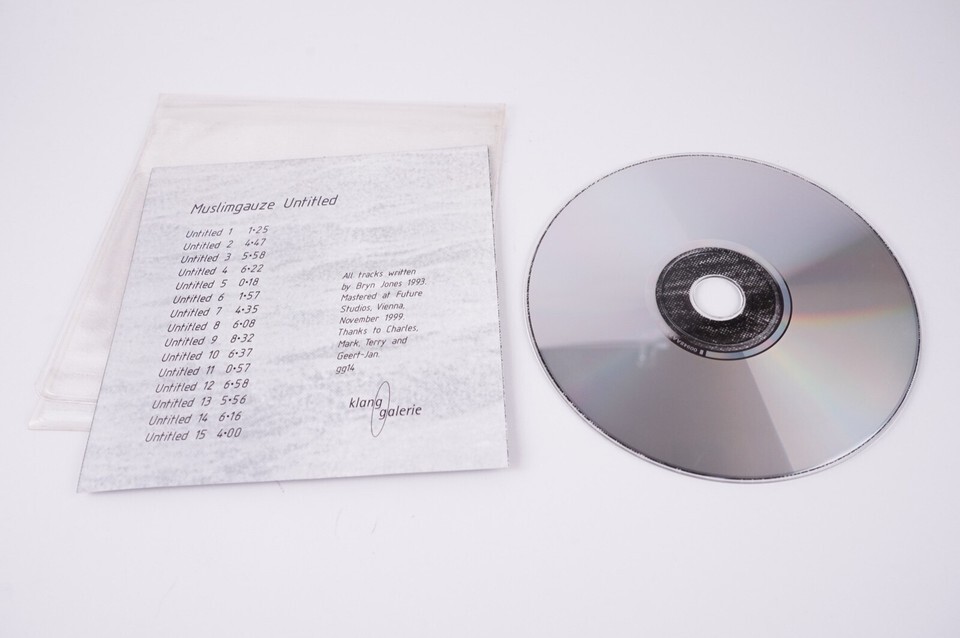 Muslimgauze Untitled
Untitled 1 1•25
Untitled 2 4•47
Untitled 3 5•58
Untitled 4 6•22
Untitled 5 0•18
Untitled 6 1•57
Untitled 7 4•35
Untitled 8 6•08
Untitled 9 8•32
Untitled 10 6•37
Untitled 11 0•57
Untitled 12 6•58
Untitled 13 5•56
Untitled 14 6•16
Untitled 15 4•00
All tracks written
by Bryn Jones 1993.
Mastered at Future
Studios, Vienna,
November 1999.
Thanks to Charles,
Mark, Terry and
Geert-Jan.
gg14
klang
galerie